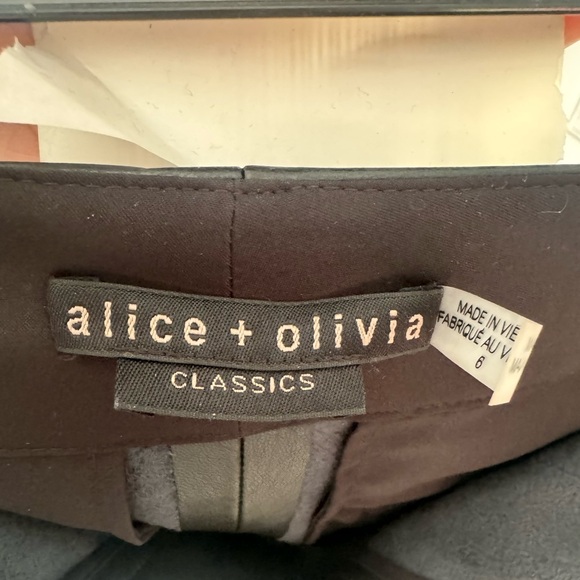 alice + olivia
CLASSICS
MADE IN VIE
FABRIQUÉ AU V
6